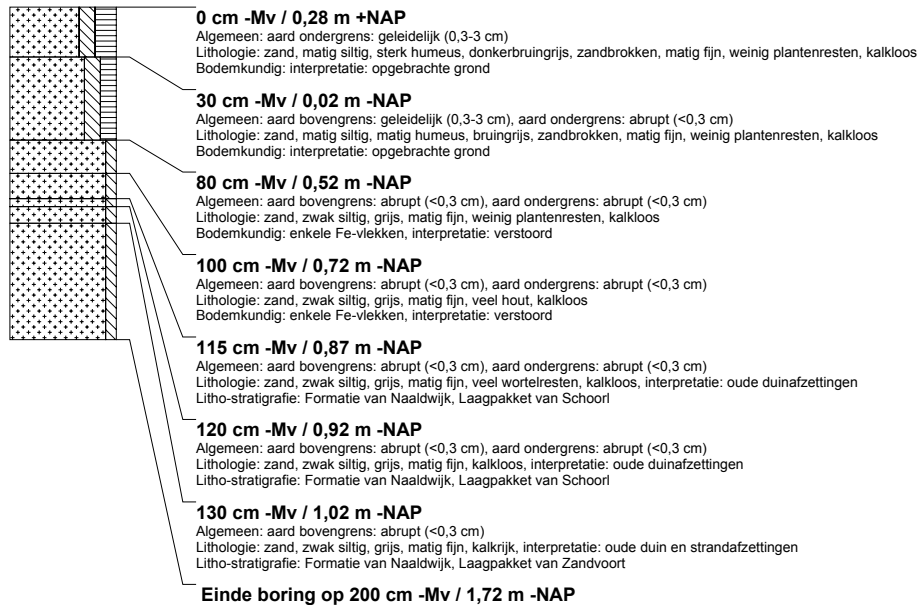 0 cm -Mv / 0,28 m +NAP
Algemeen: aard ondergrens: geleidelijk (0,3-3 cm)
Lithologie: zand, matig siltig, sterk humeus, donkerbruingrijs, zandbrokken, matig fijn, weinig plantenresten, kalkloos
Bodemkundig: interpretatie: opgebrachte grond
30 cm -Mv / 0,02 m -NAP
Algemeen: aard bovengrens: geleidelijk (0,3-3 cm), aard ondergrens: abrupt (<0,3 cm)
Lithologie: zand, matig siltig, matig humeus, bruingrijs, zandbrokken, matig fijn, weinig plantenresten, kalkloos
Bodemkundig: interpretatie: opgebrachte grond
80 cm -Mv / 0,52 m -NAP
Algemeen: aard bovengrens: abrupt (<0,3 cm), aard ondergrens: abrupt (<0,3 cm)
Lithologie: zand, zwak siltig, grijs, matig fijn, weinig plantenresten, kalkloos
Bodemkundig: enkele Fe-vlekken, interpretatie: verstoord
100 cm -Mv / 0,72 m -NAP
Algemeen: aard bovengrens: abrupt (<0,3 cm), aard ondergrens: abrupt (<0,3 cm)
Lithologie: zand, zwak siltig, grijs, matig fijn, veel hout, kalkloos
Bodemkundig: enkele Fe-vlekken, interpretatie: verstoord
115 cm -Mv / 0,87 m -NAP
Algemeen: aard bovengrens: abrupt (<0,3 cm), aard ondergrens: abrupt (<0,3 cm)
Lithologie: zand, zwak siltig, grijs, matig fijn, veel wortelresten, kalkloos, interpretatie: oude duinafzettingen
Litho-stratigrafie: Formatie van Naaldwijk, Laagpakket van Schoorl
120 cm -Mv / 0,92 m -NAP
Algemeen: aard bovengrens: abrupt (<0,3 cm), aard ondergrens: abrupt (<0,3 cm)
Lithologie: zand, zwak siltig, grijs, matig fijn, kalkloos, interpretatie: oude duinafzettingen
Litho-stratigrafie: Formatie van Naaldwijk, Laagpakket van Schoorl
130 cm -Mv / 1,02 m -NAP
Algemeen: aard bovengrens: abrupt (<0,3 cm)
Lithologie: zand, zwak siltig, grijs, matig fijn, kalkrijk, interpretatie: oude duin en strandafzettingen
Litho-stratigrafie: Formatie van Naaldwijk, Laagpakket van Zandvoort
Einde boring op 200 cm -Mv / 1,72 m -NAP